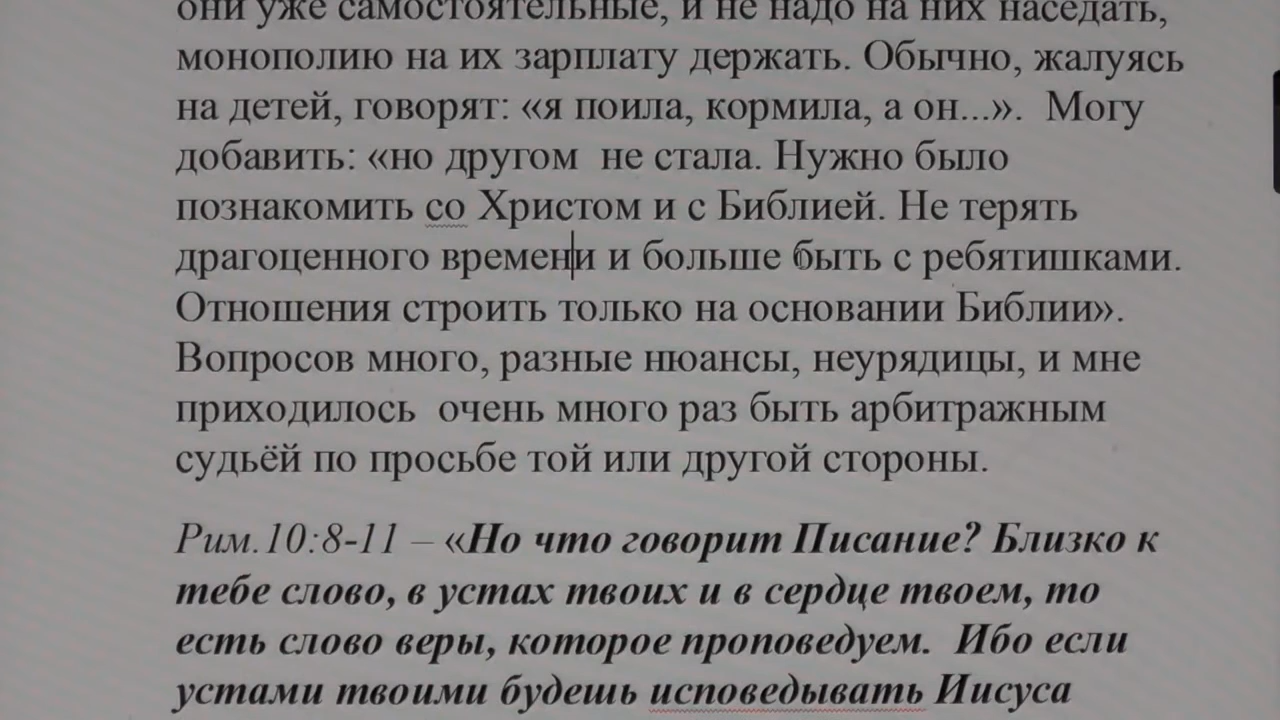 они уже самостоятельные, и не надо на них наседать,
монополию на их зарплату держать. Обычно, жалуясь
на детей, говорят: «я поила, кормила, а он...».  Могу
добавить: «но другом  не стала. Нужно было
познакомить со Христом и с Библией. Не терять
драгоценного времени и больше быть с ребятишками.
Отношения строить только на основании Библии».
Вопросов много, разные нюансы, неурядицы, и мне
приходилось  очень много раз быть арбитражным
судьёй по просьбе той или другой стороны.
Рим.10:8-11 – «Но что говорит Писание? Близко к
тебе слово, в устах твоих и в сердце твоем, то
есть слово веры, которое проповедуем.  Ибо если
устами твоими будешь исповедывать Иисуса